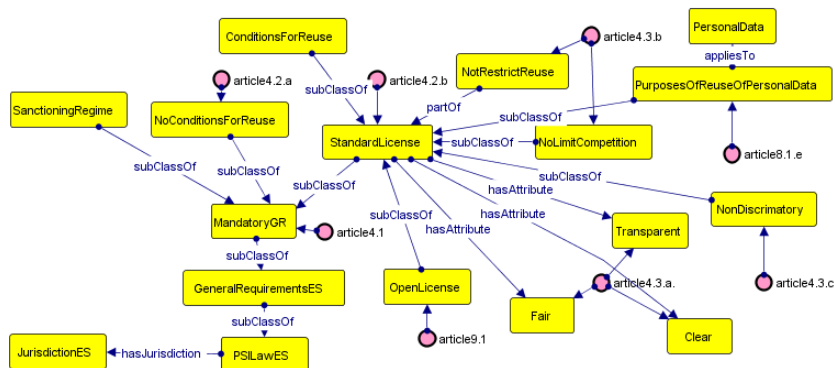 ConditionsForReuse
PersonalData
article4.3.b
appliesTo
article4.2.a
article4.2.b
NotRestrictReuse
PurposesOfReuseOfPersonalData
subClassOf
SanctioningRegime
partOf
subClassOf
NoConditionsForReuse
StandardLicense
subClassOf
NoLimitCompetition
article8.1.e
subClassOf
subClassOf
subClassOf
subClassOf
hasAttribute
NonDiscrimatory
subClassOf
hasAttribute
MandatoryGR
article4.1
hasAttribute
Transparent
subClassOf
GeneralRequirementsES
OpenLicense
article4.3.a.
article4.3.c
subClassOf
Fair
JurisdictionES
hasJurisdiction
PSILawES
article9.1
Clear